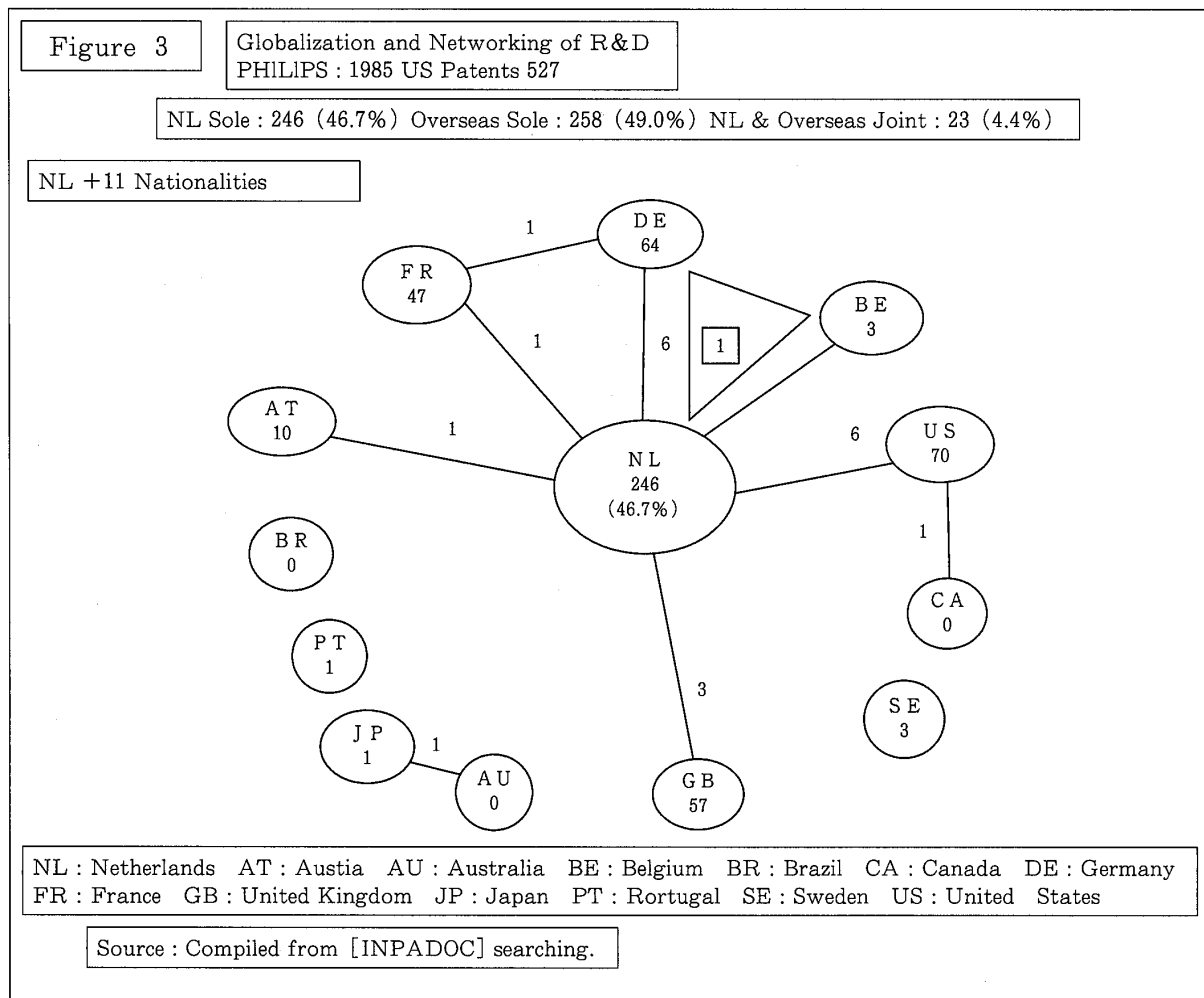 Figure 3
Globalization and Networking of R&D
PHILIPS : 1985 US Patents 527
NL Sole : 246 (46.7%) Overseas Sole : 258 (49.0%) NL & Overseas Joint : 23 (4.4%)
NL +11 Nationalities
DE
64
1
FR
47
BE
3
1
6
1
AT
10
1
NL
246
(46.7%)
6
US
70
BR
0
1
CA
0
PT
1
3
SE
3
JP
1
1
AU
0
GB
57
NL : Netherlands AT : Austia AU : Australia BE : Belgium BR : Brazil CA : Canada DE : Germany
FR : France GB : United Kingdom JP : Japan PT : Rortugal SE : Sweden US : United States
Source : Compiled from [INPADOC] searching.